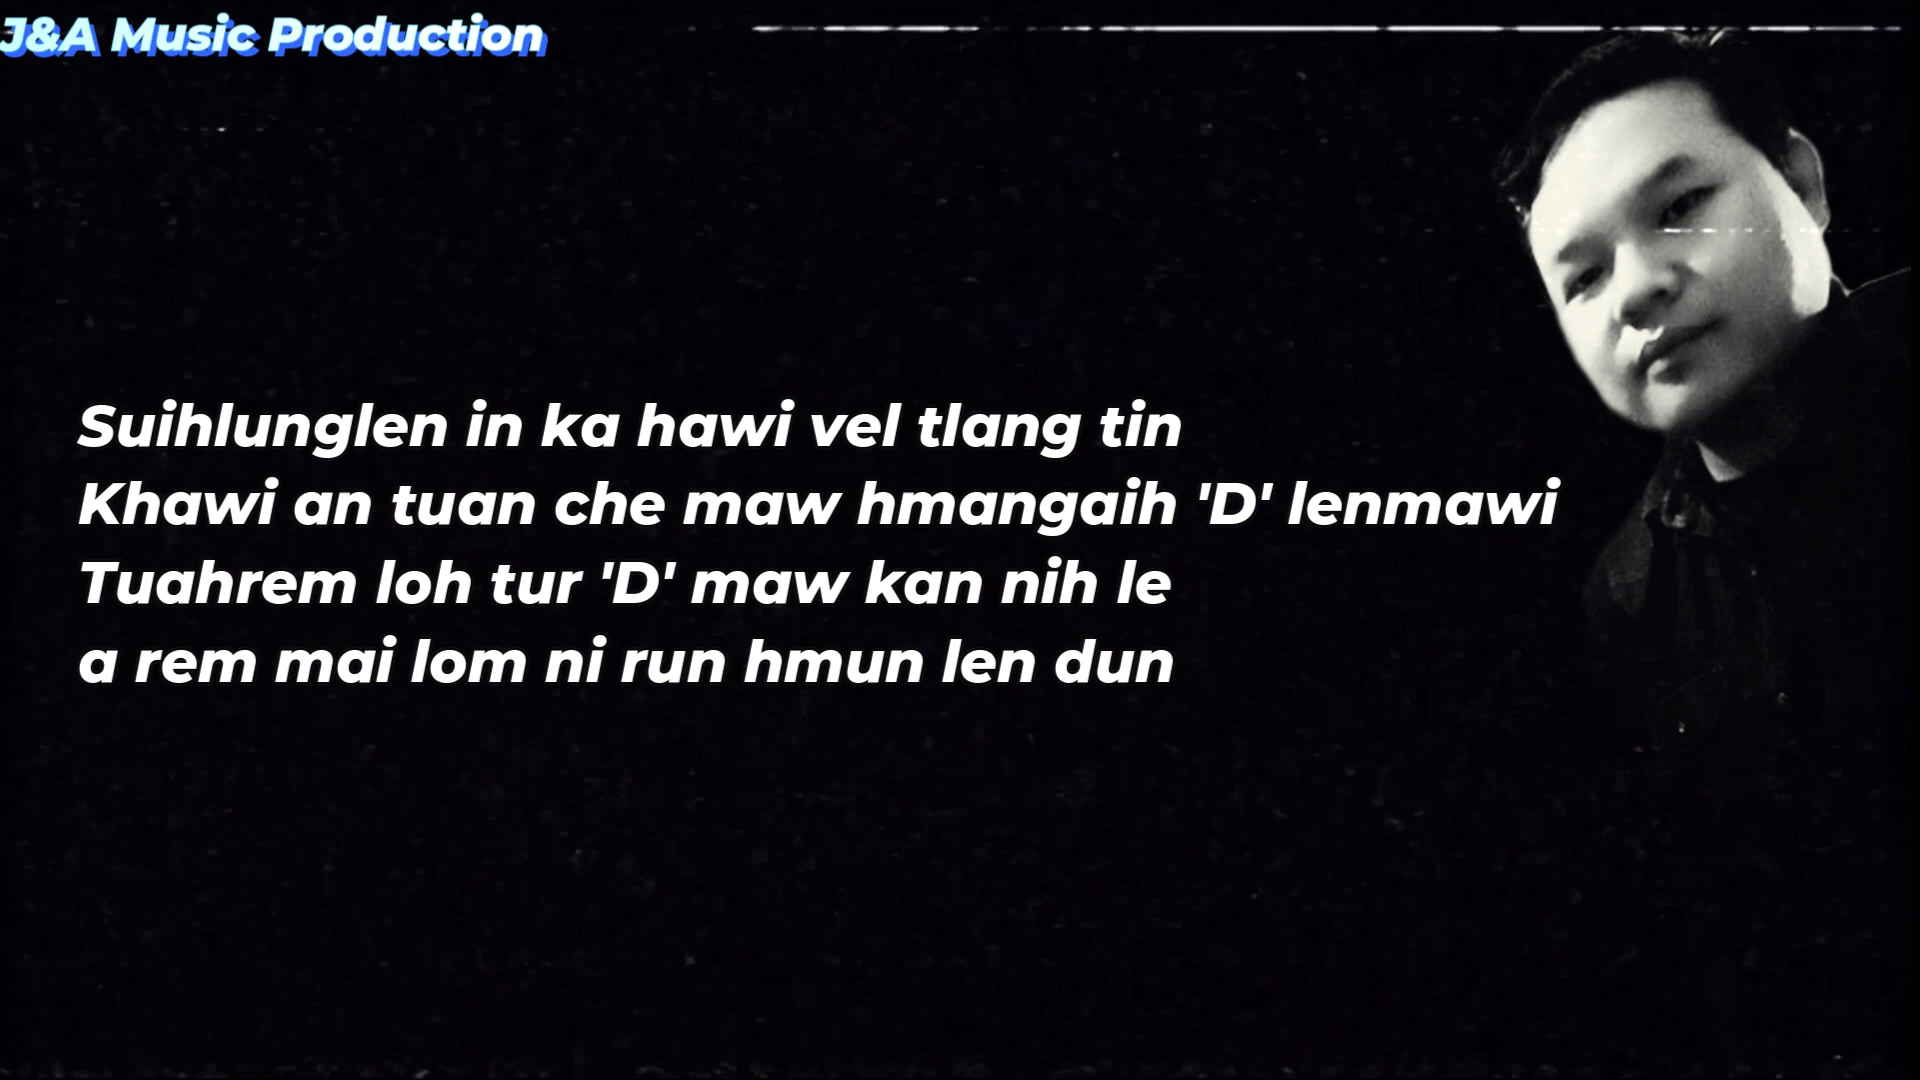 J&A Music Production
Suihlunglen in ka hawi vel tlang tin
Khawi an tuan che maw hmangaih 'D' lenmawi
Tuahrem loh tur 'D' maw kan nih le
a rem mai lom ni run hmun len dun